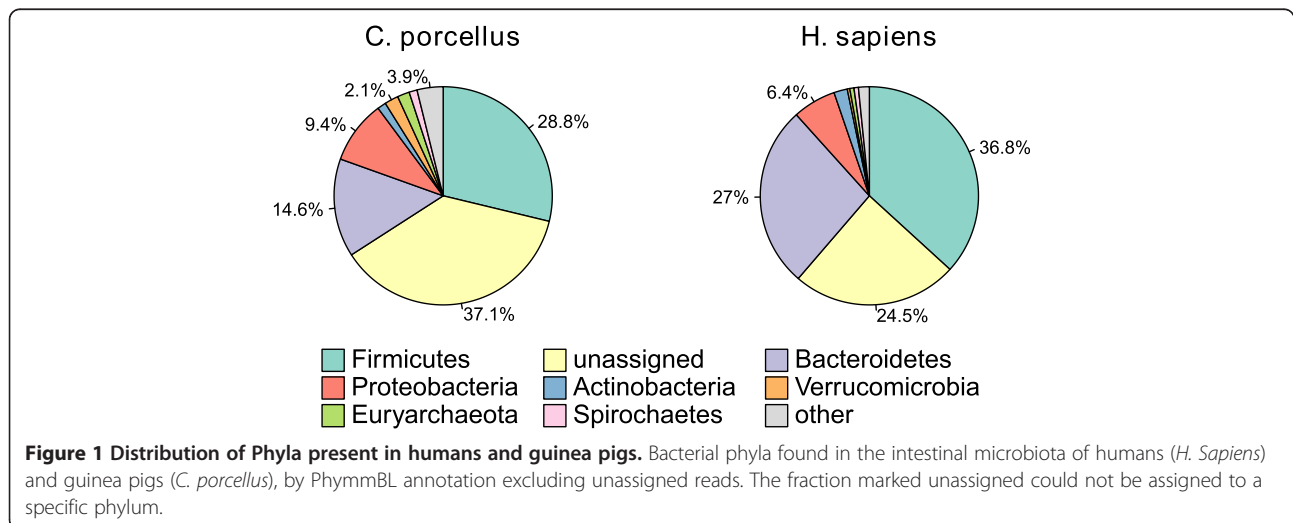 C. porcellus
H. sapiens
3.9%
2.1%
9.4%
14.6%
28.8%
37.1%
6.4%
27%
36.8%
24.5%
Firmicutes
unassigned
Bacteroidetes
Proteobacteria
Actinobacteria
Verrucomicrobia
Euryarchaeota
Spirochaetes
other
Figure 1 Distribution of Phyla present in humans and guinea pigs. Bacterial phyla found in the intestinal microbiota of humans (H. Sapiens)
and guinea pigs (C. porcellus), by PhymmBL annotation excluding unassigned reads. The fraction marked unassigned could not be assigned to a
specific phylum.